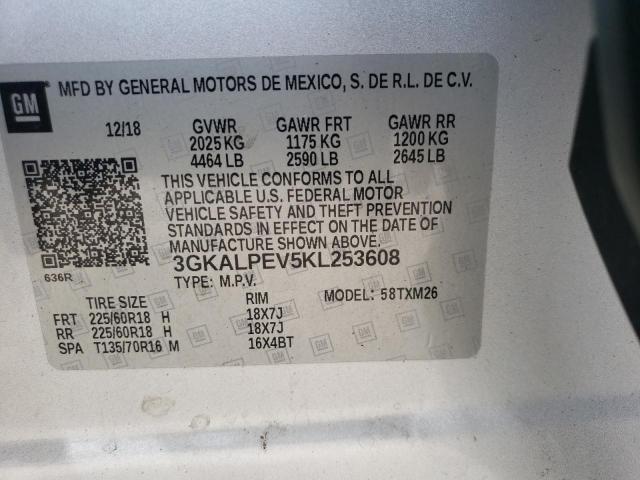 GM
MFD BY GENERAL MOTORS DE MEXICO, S. DE R.L. DE C.V.
12/18 GVWR GAWR FRT GAWR RR
2025 KG 1175 KG 1200 KG
4464 LB 2590 LB 2645 LB
THIS VEHICLE CONFORMS TO ALL
APPLICABLE U.S. FEDERAL MOTOR
VEHICLE SAFETY AND THEFT PREVENTION
STANDARDS IN EFFECT ON THE DATE OF
MANUFACTURE SHOWN ABOVE.
3GKALPEV5KL253608
636R TYPE: M.P.V.
TIRE SIZE RIM MODEL: 58TXM26
FRT 225/60R18 H 18X7J
RR 225/60R18 H 18X7J
SPA T135/70R16 M 16X4BT